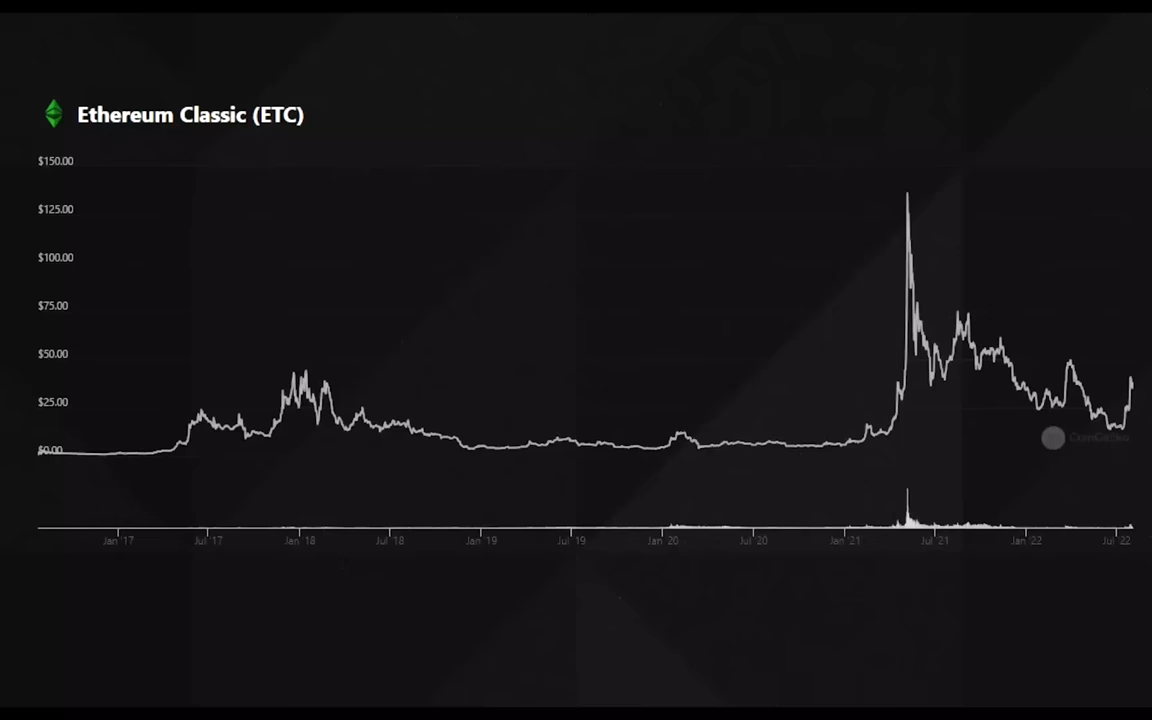 Ethereum Classic (ETC)
$150.00
$125.00
$100.00
$75.00
$50.00
$25.00
$0.00
CoinGecko
Jan '17 Jul '17 Jan '18 Jul '18 Jan '19 Jul '19 Jan '20 Jul '20 Jan '21 Jul '21 Jan '22 Jul '22